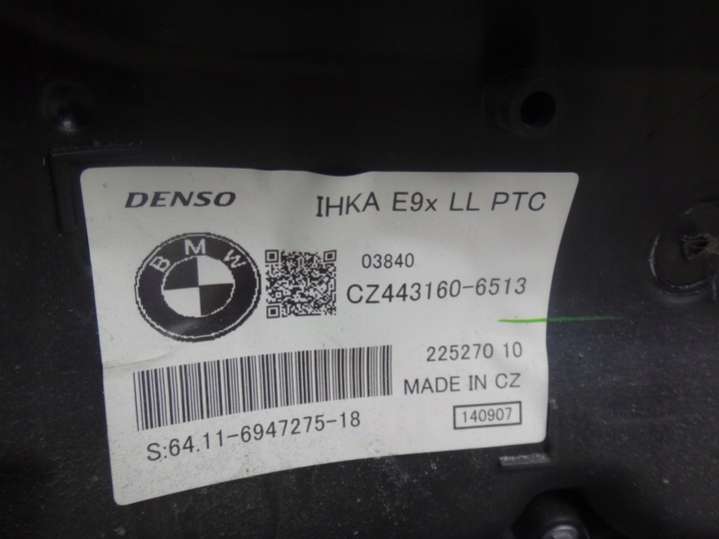 DENSO
IHKA E9x LL PTC
BMW
03840
CZ443160-6513
225270 10
MADE IN CZ
S:64.11-6947275-18
140907